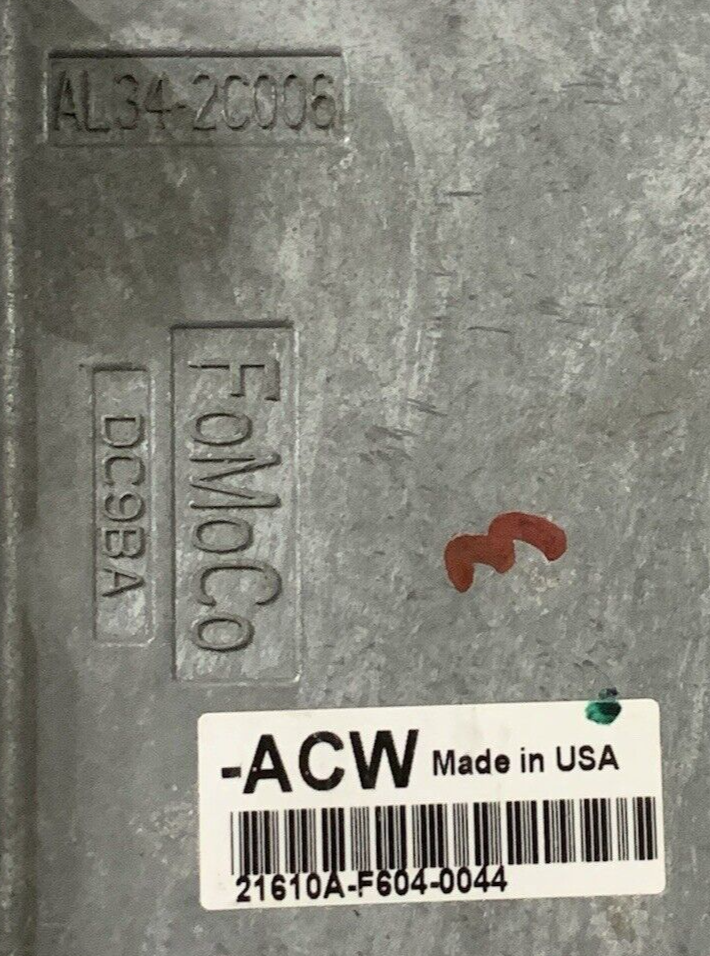 AL34-2C006
FoMoCo
DC9BA
-ACW Made in USA
21610A-F604-0044